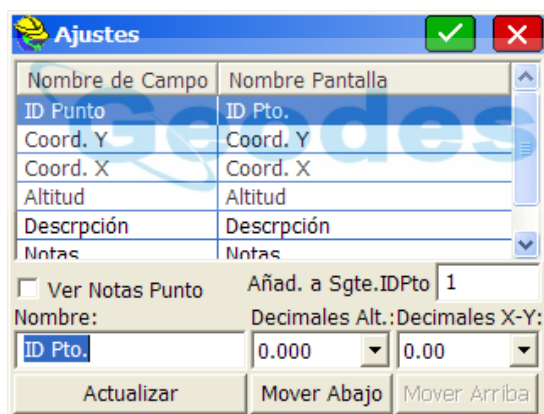 Ajustes
Nombre de Campo Nombre Pantalla
ID Punto ID Pto.
Coord. Y Coord. Y
Coord. X Coord. X
Altitud Altitud
Descrpción Descrpción
Notas Notas
Geodes
Ver Notas Punto Añad. a Sgte.IDPto 1
Nombre: Decimales Alt.: Decimales X-Y:
ID Pto. 0.000 0.00
Actualizar Mover Abajo Mover Arriba